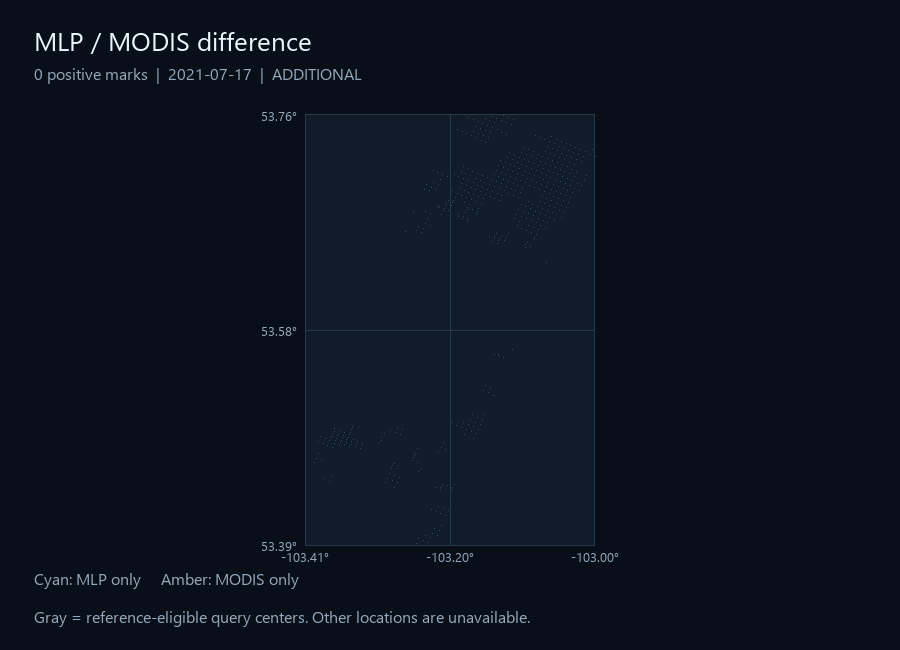 MLP / MODIS difference
0 positive marks | 2021-07-17 | ADDITIONAL
53.76°
53.58°
53.39°
-103.41° -103.20° -103.00°
Cyan: MLP only Amber: MODIS only
Gray = reference-eligible query centers. Other locations are unavailable.